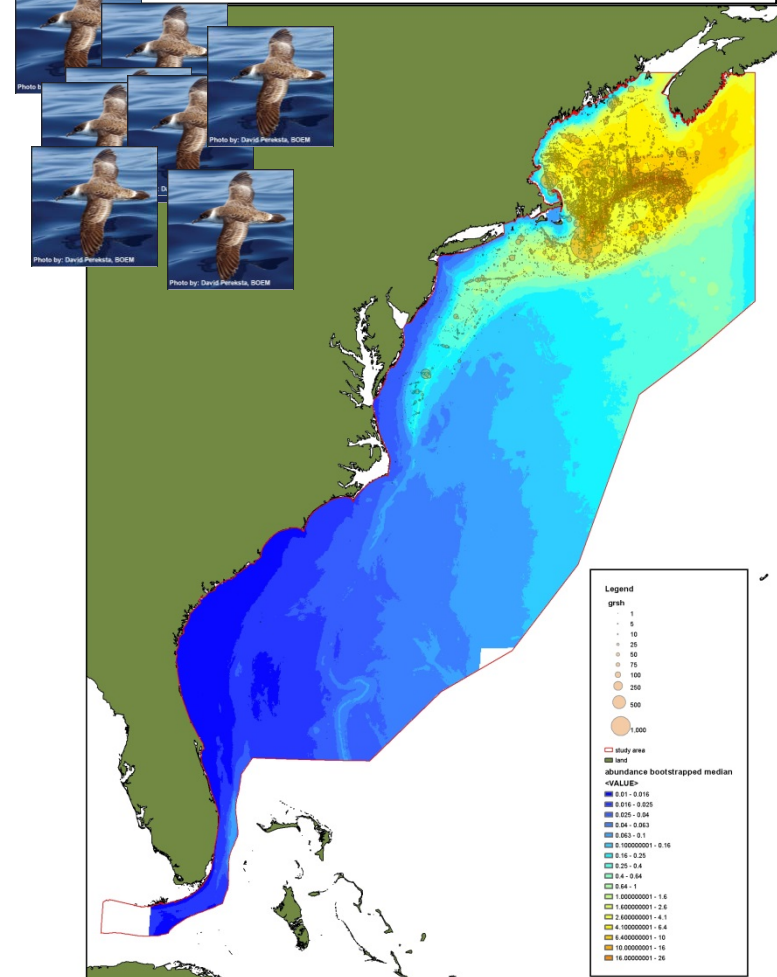 Photo b
Photo by: David Pereksta, BOEM
Photo by: David Pereksta, BOEM
Photo by: David Pereksta, BOEM
Legend
grsh
1
5
10
25
50
75
100
250
500
1,000
study area
land
abundance bootstrapped median
<VALUE>
0.01 - 0.016
0.016 - 0.025
0.025 - 0.04
0.04 - 0.063
0.063 - 0.1
0.100000001 - 0.16
0.16 - 0.25
0.25 - 0.4
0.4 - 0.64
0.64 - 1
1.000000001 - 1.6
1.600000001 - 2.6
2.600000001 - 4.1
4.100000001 - 6.4
6.400000001 - 10
10.00000001 - 16
16.00000001 - 26